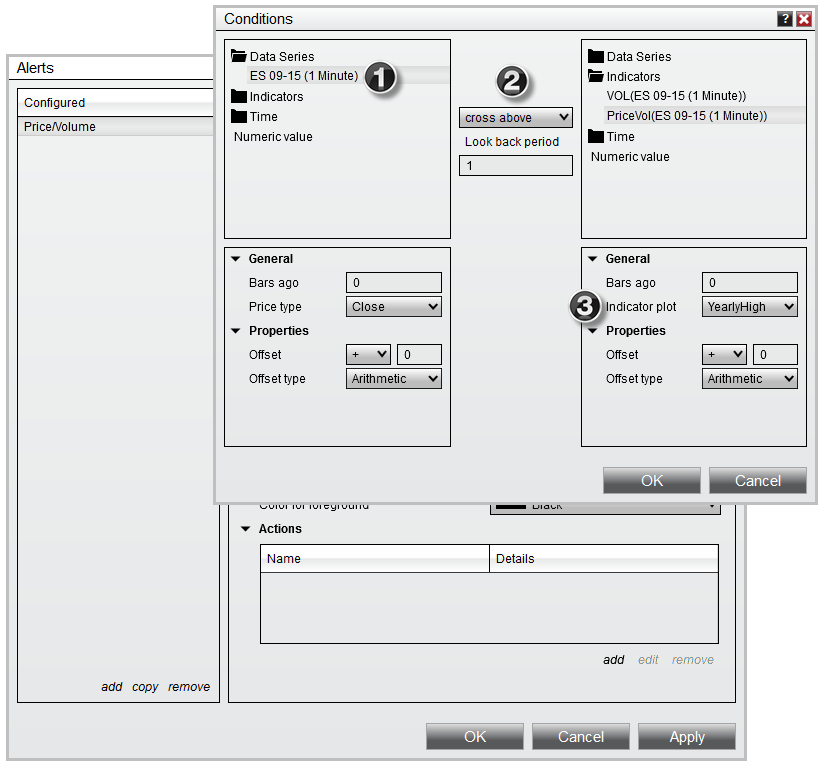 Conditions
?
Alerts
Configured
Price/Volume
Data Series
ES 09-15 (1 Minute)
1
Indicators
Time
Numeric value
2
cross above
Look back period
1
Data Series
Indicators
VOL(ES 09-15 (1 Minute))
PriceVol(ES 09-15 (1 Minute))
Time
Numeric value
General
Bars ago
0
Price type
Close
Properties
Offset
+
0
Offset type
Arithmetic
General
Bars ago
0
3
Indicator plot
YearlyHigh
Properties
Offset
+
0
Offset type
Arithmetic
OK
Cancel
Color for foreground
Black
Actions
Name
Details
add
edit
remove
add
copy
remove
OK
Cancel
Apply